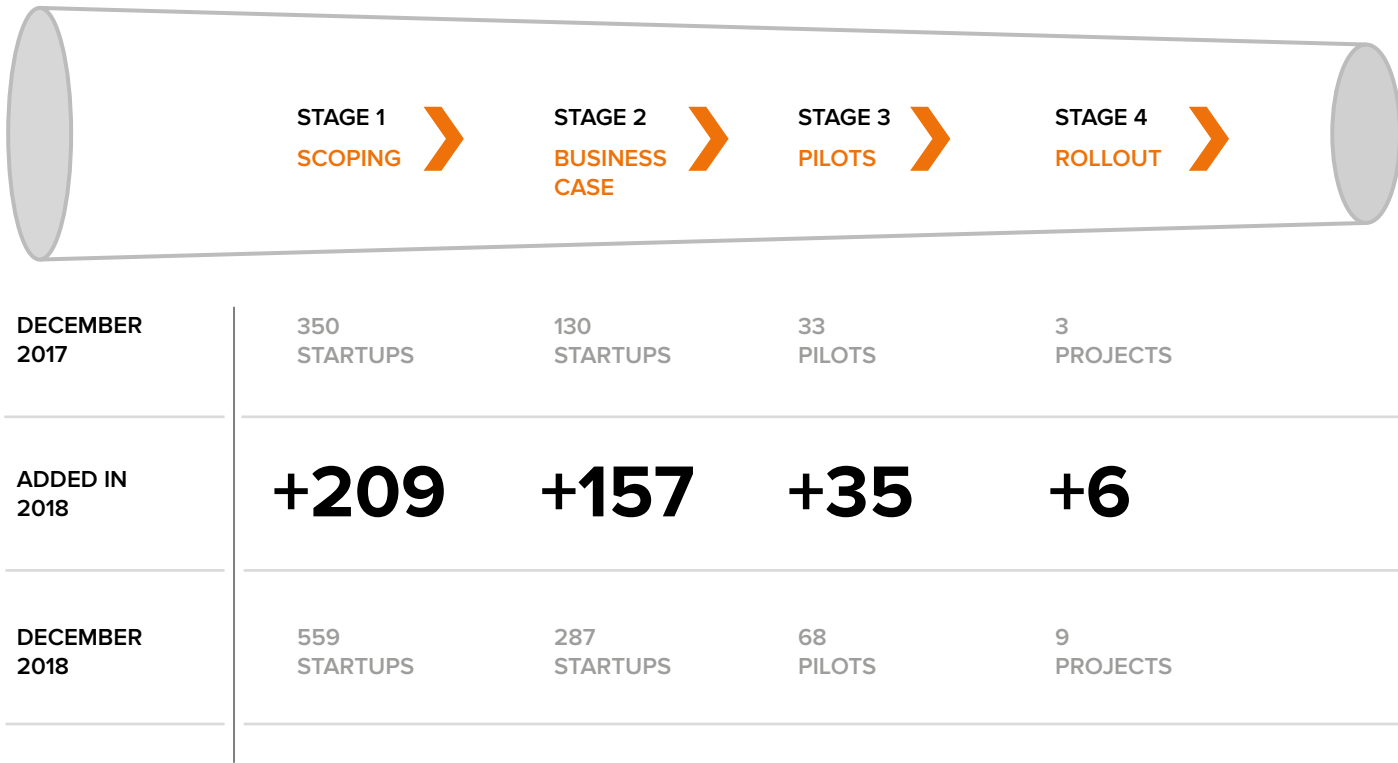 STAGE 1
SCOPING
STAGE 2
BUSINESS
CASE
STAGE 3
PILOTS
STAGE 4
ROLLOUT
DECEMBER
2017
350
STARTUPS
130
STARTUPS
33
PILOTS
3
PROJECTS
ADDED IN
2018
+209
+157
+35
+6
DECEMBER
2018
559
STARTUPS
287
STARTUPS
68
PILOTS
9
PROJECTS